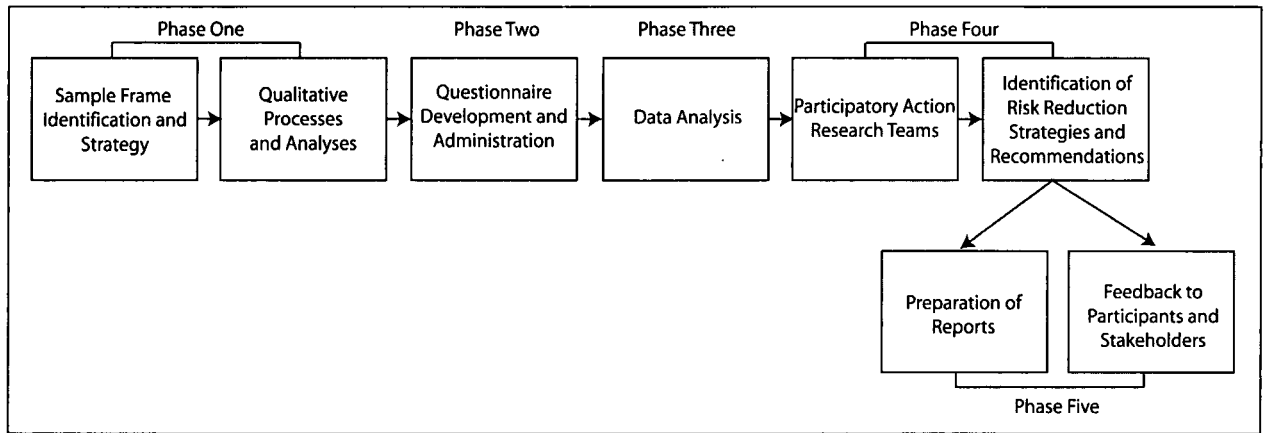 Phase One
Phase Two
Phase Three
Phase Four
Sample Frame
Identification and
Strategy
Qualitative
Processes
and Analyses
Questionnaire
Development and
Administration
Data Analysis
Participatory Action
Research Teams
Identification of
Risk Reduction
Strategies and
Recommendations
Preparation of
Reports
Feedback to
Participants and
Stakeholders
Phase Five